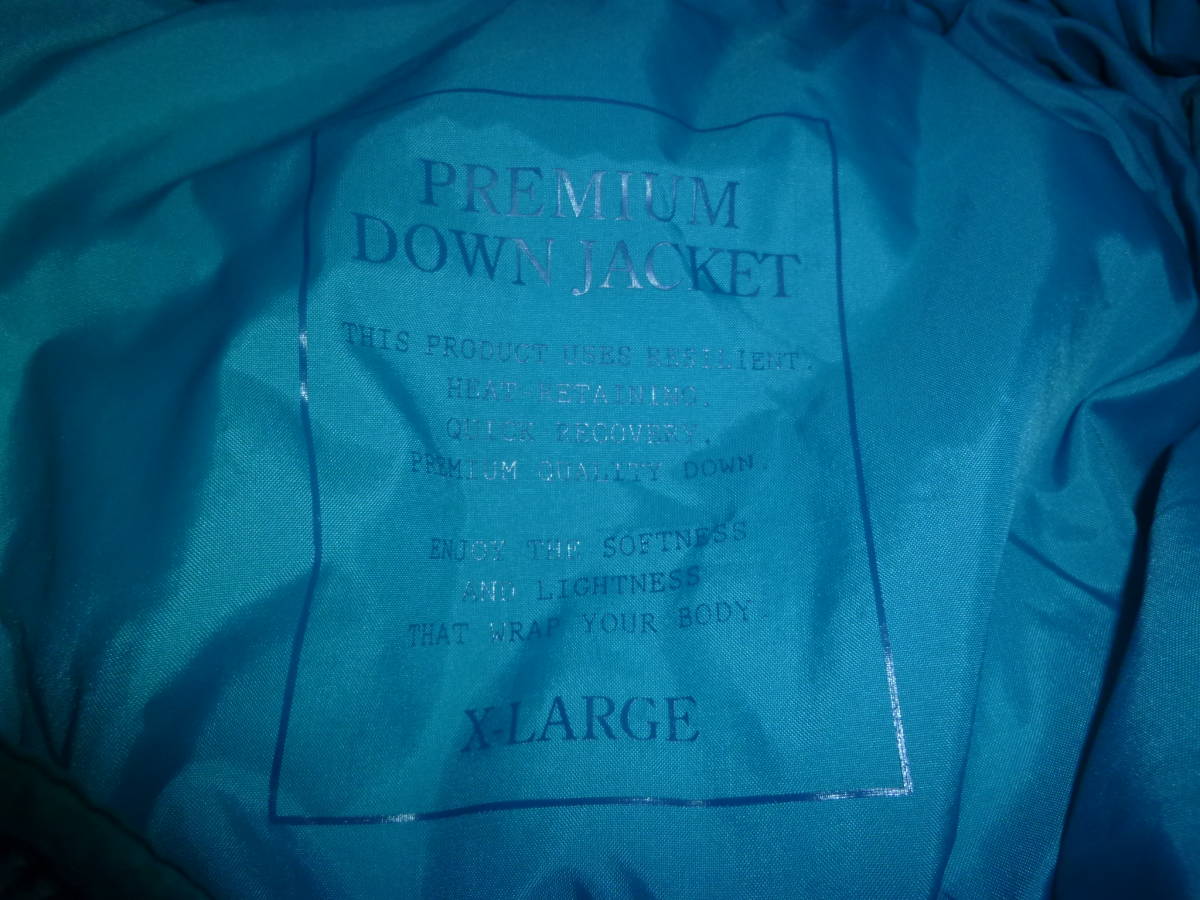 PREMIUM
DOWN JACKET
THIS PRODUCT USES RESILIENT,
HEAT-RETAINING,
QUICK RECOVERY,
PREMIUM QUALITY DOWN.
ENJOY THE SOFTNESS
AND LIGHTNESS
THAT WRAP YOUR BODY.
X-LARGE